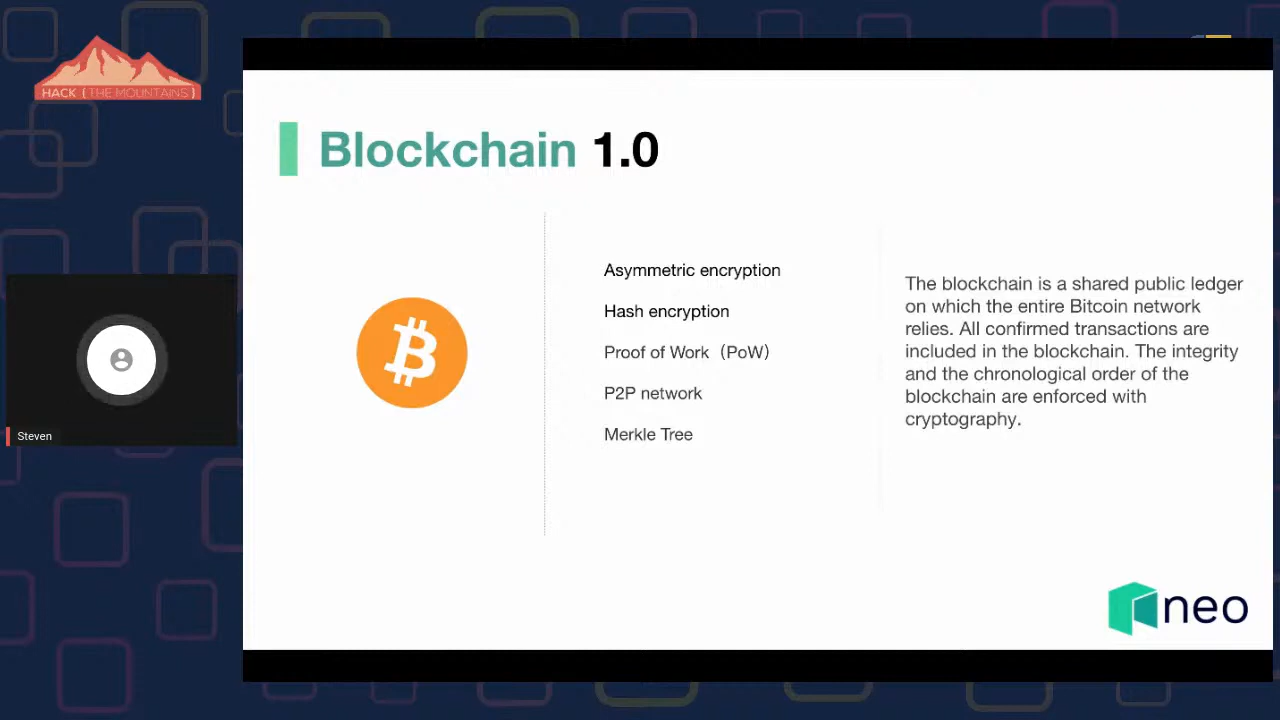 HACK {THE MOUNTAINS}
Blockchain 1.0
Asymmetric encryption
Hash encryption
Proof of Work（PoW）
P2P network
Merkle Tree
The blockchain is a shared public ledger
on which the entire Bitcoin network
relies. All confirmed transactions are
included in the blockchain. The integrity
and the chronological order of the
blockchain are enforced with
cryptography.
Steven
neo